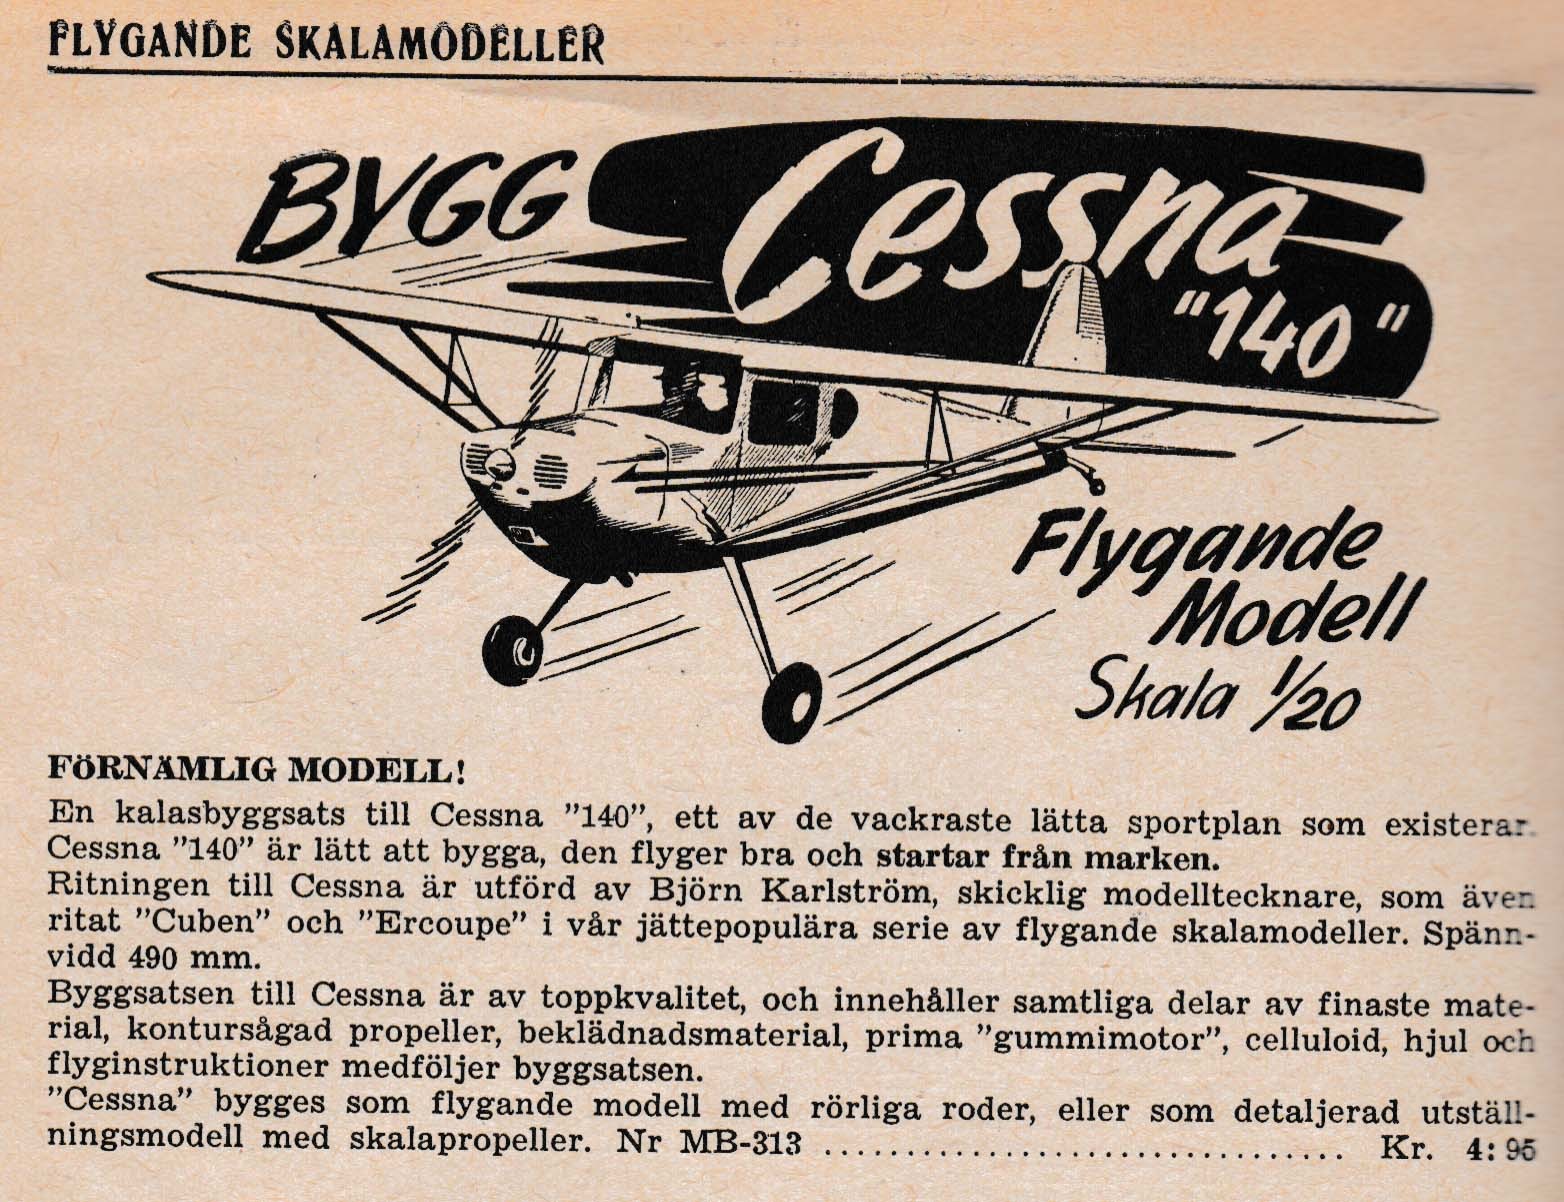 FLYGANDE SKALAMODELLER
BYGG Cessna
"140"
Flygande
Modell
Skala 1/20
FÖRNÄMLIG MODELL!
En kalasbyggsats till Cessna ”140”, ett av de vackraste lätta sportplan som existerar.
Cessna ”140” är lätt att bygga, den flyger bra och startar från marken.
Ritningen till Cessna är utförd av Björn Karlström, skicklig modelltecknare, som även
ritat ”Cuben” och ”Ercoupe” i vår jättepopulära serie av flygande skalamodeller. Spänn-
vidd 490 mm.
Byggsatsen till Cessna är av toppkvalitet, och innehåller samtliga delar av finaste mate-
rial, kontursågad propeller, beklädnadsmaterial, prima ”gummimotor”, celluloid, hjul och
flyginstruktioner medföljer byggsatsen.
”Cessna” bygges som flygande modell med rörliga roder, eller som detaljerad utställ-
ningsmodell med skalapropeller. Nr MB-313 ................................. Kr. 4:95